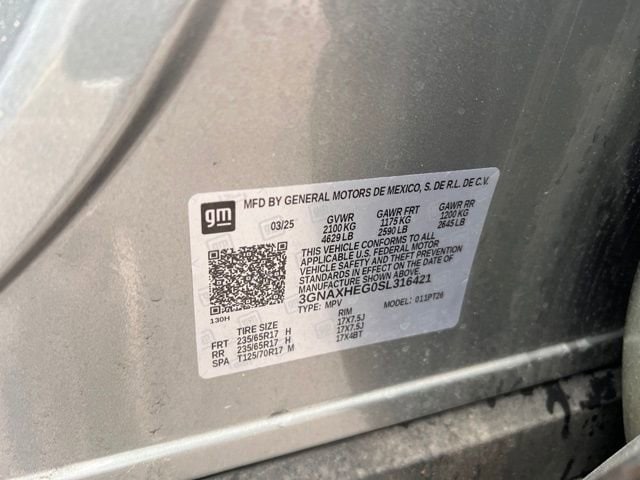 MFD BY GENERAL MOTORS DE MEXICO, S. DE R.L. DE C.V.
gm 03/25 GVWR GAWR FRT GAWR RR
2100 KG 1175 KG 1200 KG
4629 LB 2590 LB 2645 LB
THIS VEHICLE CONFORMS TO ALL
APPLICABLE U.S. FEDERAL MOTOR
VEHICLE SAFETY AND THEFT
PREVENTION STANDARDS IN EFFECT
ON THE DATE OF
MANUFACTURE SHOWN ABOVE.
3GNAXHEG0SL316421
TYPE: MPV MODEL: 011PT26
130H
TIRE SIZE RIM
FRT 235/65R17 H 17X7.5J
RR 235/65R17 H 17X7.5J
SPA T125/70R17 M 17X4BT